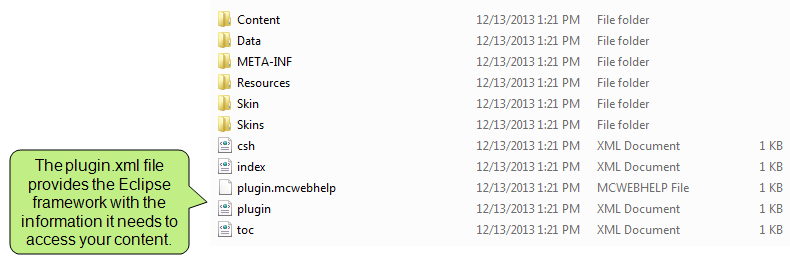 Content 12/13/2013 1:21 PM File folder
Data 12/13/2013 1:21 PM File folder
META-INF 12/13/2013 1:21 PM File folder
Resources 12/13/2013 1:21 PM File folder
Skin 12/13/2013 1:21 PM File folder
Skins 12/13/2013 1:21 PM File folder
csh 12/13/2013 1:21 PM XML Document 1 KB
index 12/13/2013 1:21 PM XML Document 1 KB
plugin.mcwebhelp 12/13/2013 1:21 PM MCWEBHELP File 1 KB
plugin 12/13/2013 1:21 PM XML Document 1 KB
toc 12/13/2013 1:21 PM XML Document 1 KB
The plugin.xml file
provides the Eclipse
framework with the
information it needs to
access your content.